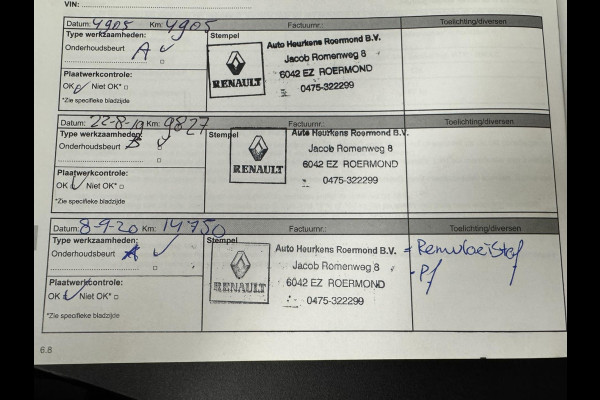 VIN:
Datum: 4905 Km: 4905 Factuurnr.: Toelichting/diversen
Type werkzaamheden:
Onderhoudsbeurt A ✓
Stempel
RENAULT
Auto Heurkens Roermond B.V.
Jacob Romenweg 8
6042 EZ ROERMOND
0475-322299
Plaatwerkcontrole:
OK Niet OK*
*Zie specifieke bladzijde
Datum: 22-8-19 Km: 9827 Factuurnr.: Toelichting/diversen
Type werkzaamheden:
Onderhoudsbeurt B ✓
Stempel
RENAULT
Auto Heurkens Roermond B.V.
Jacob Romenweg 8
6042 EZ ROERMOND
0475-322299
Plaatwerkcontrole:
OK Niet OK*
*Zie specifieke bladzijde
Datum: 8-9-20 Km: 14750 Factuurnr.: Toelichting/diversen
Type werkzaamheden:
Onderhoudsbeurt A ✓
Stempel
RENAULT
Auto Heurkens Roermond B.V.
Jacob Romenweg 8
6042 EZ ROERMOND
0475-322299
- Remvloeistof
- Pf
Plaatwerkcontrole:
OK Niet OK*
*Zie specifieke bladzijde
6.8